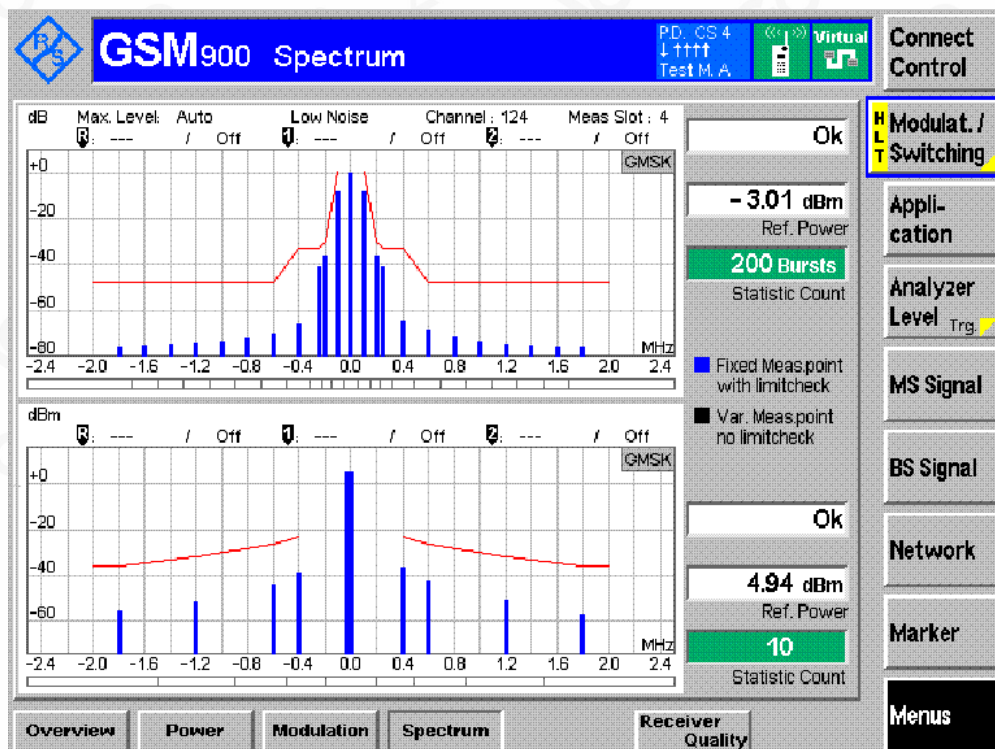 R/S
GSM900 Spectrum
P.D. CS 4
↓ ↑↑↑↑
Test M. A
Virtual
Connect
Control
dB
Max. Level: Auto
Low Noise
Channel : 124
Meas Slot : 4
R: --- / Off
1: --- / Off
2: --- / Off
GMSK
+0
-20
-40
-60
-80
MHz
-2.4 -2.0 -1.6 -1.2 -0.8 -0.4 0.0 0.4 0.8 1.2 1.6 2.0 2.4
Ok
- 3.01 dBm
Ref. Power
200 Bursts
Statistic Count
Fixed Meas.point
with limitcheck
Var. Meas.point
no limitcheck
dBm
R: --- / Off
1: --- / Off
2: --- / Off
GMSK
+0
-20
-40
-60
MHz
-2.4 -2.0 -1.6 -1.2 -0.8 -0.4 0.0 0.4 0.8 1.2 1.6 2.0 2.4
Ok
4.94 dBm
Ref. Power
10
Statistic Count
HLT
Modulat. /
Switching
Appli-
cation
Analyzer
Level Trg.
MS Signal
BS Signal
Network
Marker
Menus
Overview
Power
Modulation
Spectrum
Receiver
Quality